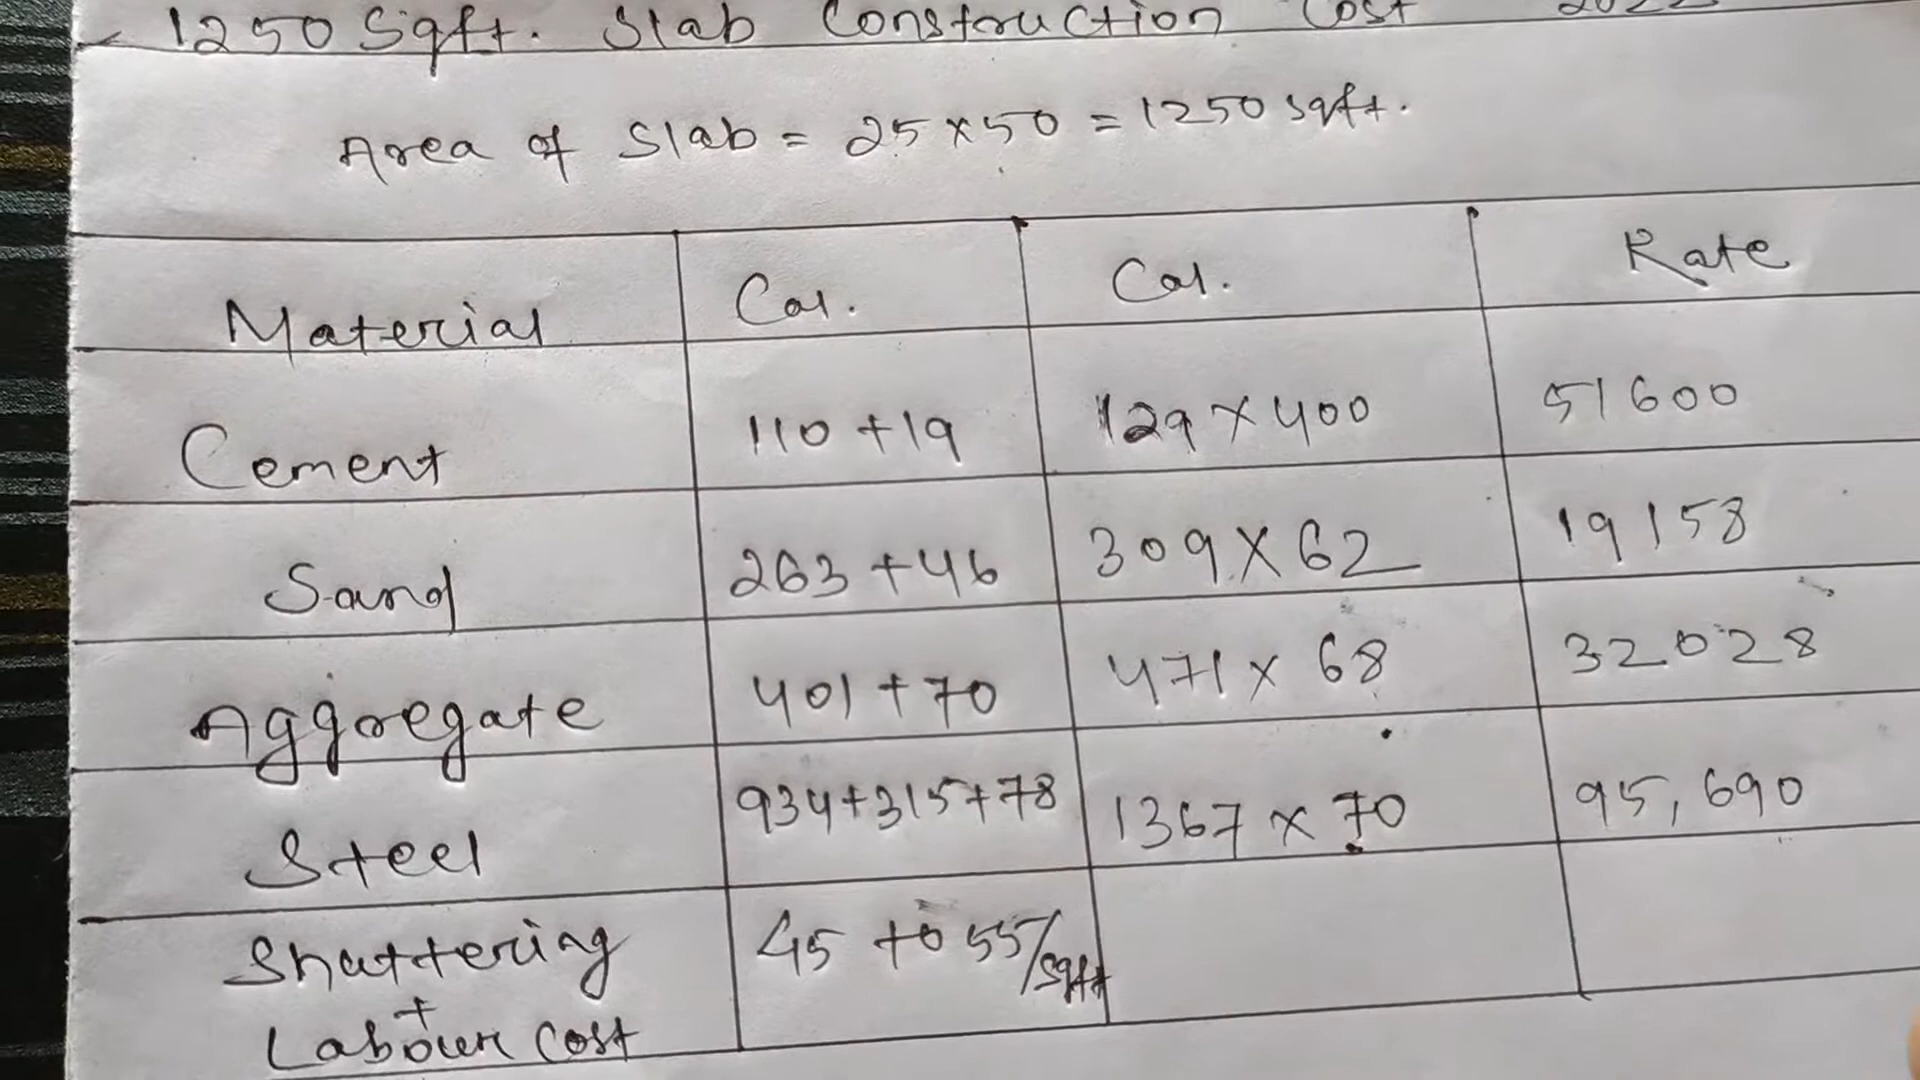 1250 Sqft. Slab Construction Cost 2022
Area of Slab = 25 x 50 = 1250 sqft.
Material Cal. Cal. Rate
Cement 110 + 19 129 x 400 51600
Sand 263 + 46 309 x 62 19158
Aggregate 401 + 70 471 x 68 32028
Steel 934+315+78 1367 x 70 95,690
Shuttering + Labour Cost 45 to 55/sqft